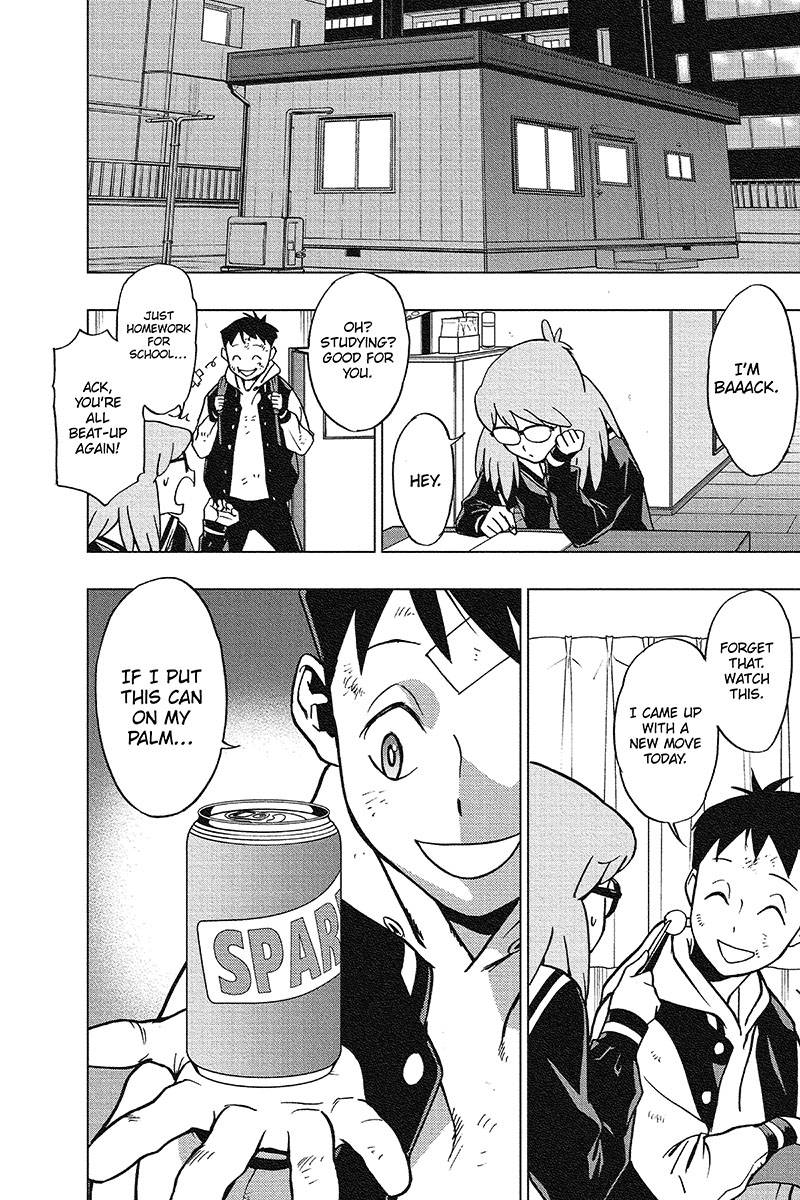 I'M
BAAACK.
HEY.
OH?
STUDYING?
GOOD FOR
YOU.
JUST
HOMEWORK
FOR
SCHOOL...
ACK,
YOU'RE
ALL
BEAT-UP
AGAIN!
FORGET
THAT.
WATCH
THIS.
I CAME UP
WITH A
NEW MOVE
TODAY.
IF I PUT
THIS CAN
ON MY
PALM...
SPAR